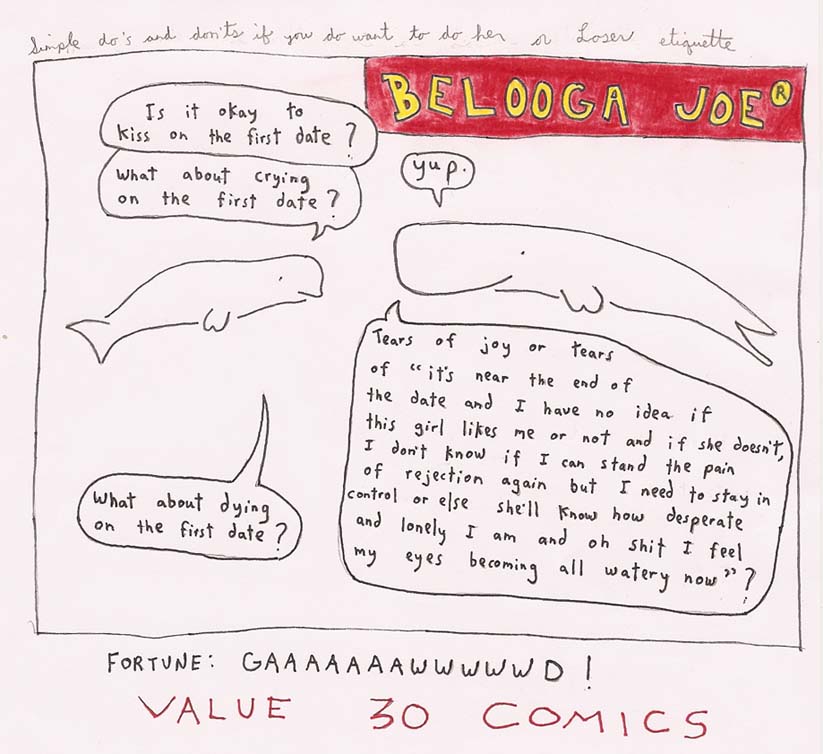 Simple do's and don'ts if you do want to do her or Loser etiquette
BELOOGA JOE®
Is it okay to
kiss on the first date?
What about crying
on the first date?
yup.
Tears of joy or tears
of "it's near the end of
the date and I have no idea if
this girl likes me or not and if she doesn't,
I don't know if I can stand the pain
of rejection again but I need to stay in
control or else she'll know how desperate
and lonely I am and oh shit I feel
my eyes becoming all watery now"?
What about dying
on the first date?
FORTUNE: GAAAAAAAWWWWWD!
VALUE 30 COMICS